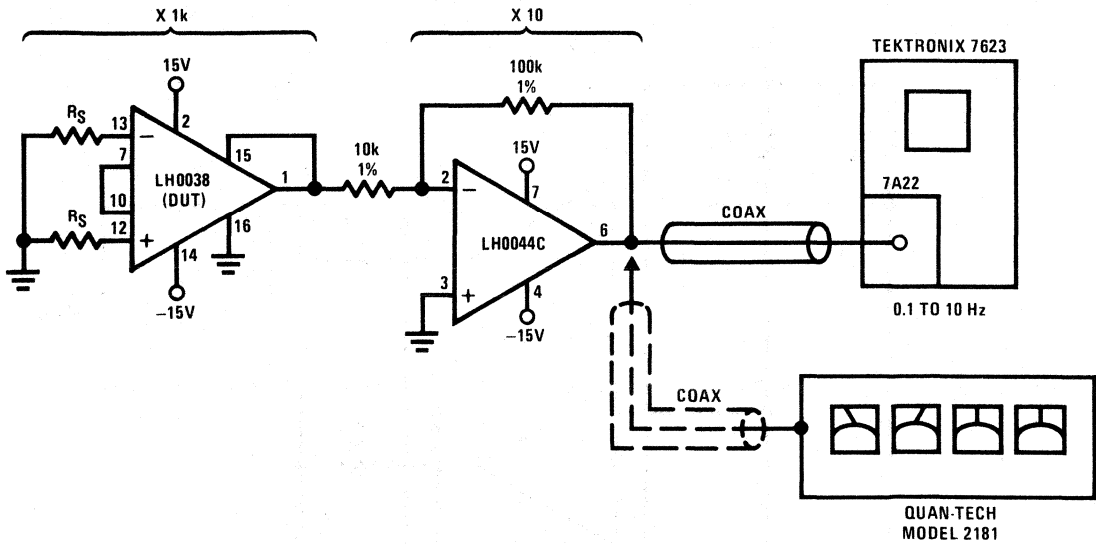 X 1k
X 10
TEKTRONIX 7623
15V
100k
1%
RS
13
2
7
15
10k
1%
15V
LH0038
(DUT)
1
2
7
7A22
10
RS
12
16
COAX
LH0044C
6
14
3
4
-15V
-15V
0.1 TO 10 Hz
COAX
QUAN-TECH
MODEL 2181